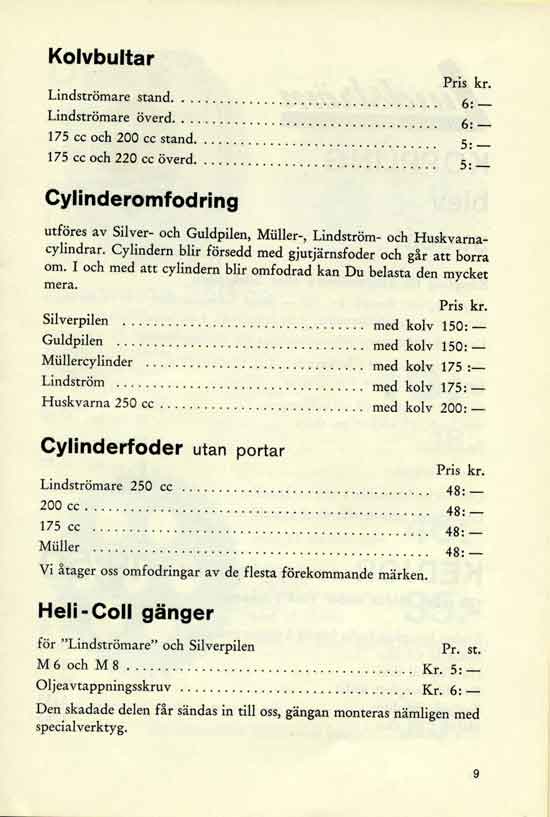 Kolvbultar
Pris kr.
Lindströmare stand. . . . . . . . . . . . . . . . . . . . . . . . . . . . . 6: —
Lindströmare överd. . . . . . . . . . . . . . . . . . . . . . . . . . . . . 6: —
175 cc och 200 cc stand. . . . . . . . . . . . . . . . . . . . . . . . . . 5: —
175 cc och 220 cc överd. . . . . . . . . . . . . . . . . . . . . . . . . . 5: —
Cylinderomfodring
utföres av Silver- och Guldpilen, Müller-, Lindström- och Huskvarna-
cylindrar. Cylindern blir försedd med gjutjärnsfoder och går att borra
om. I och med att cylindern blir omfodrad kan Du belasta den mycket
mera.
Pris kr.
Silverpilen . . . . . . . . . . . . . . . . . . . . . . . . med kolv 150: —
Guldpilen . . . . . . . . . . . . . . . . . . . . . . . . med kolv 150: —
Müllercylinder . . . . . . . . . . . . . . . . . . . . . med kolv 175 :—
Lindström . . . . . . . . . . . . . . . . . . . . . . . . med kolv 175: —
Huskvarna 250 cc . . . . . . . . . . . . . . . . . . . . med kolv 200: —
Cylinderfoder utan portar
Pris kr.
Lindströmare 250 cc . . . . . . . . . . . . . . . . . . . . . . . . . 48: —
200 cc . . . . . . . . . . . . . . . . . . . . . . . . . . . . . . . . . 48: —
175 cc . . . . . . . . . . . . . . . . . . . . . . . . . . . . . . . . . 48: —
Müller . . . . . . . . . . . . . . . . . . . . . . . . . . . . . . . . . 48: —
Vi åtager oss omfodringar av de flesta förekommande märken.
Heli-Coll gänger
för "Lindströmare" och Silverpilen Pr. st.
M 6 och M 8 . . . . . . . . . . . . . . . . . . . . . . . . . . . . Kr. 5: —
Oljeavtappningsskruv . . . . . . . . . . . . . . . . . . . . . . . Kr. 6: —
Den skadade delen får sändas in till oss, gängan monteras nämligen med
specialverktyg.
9